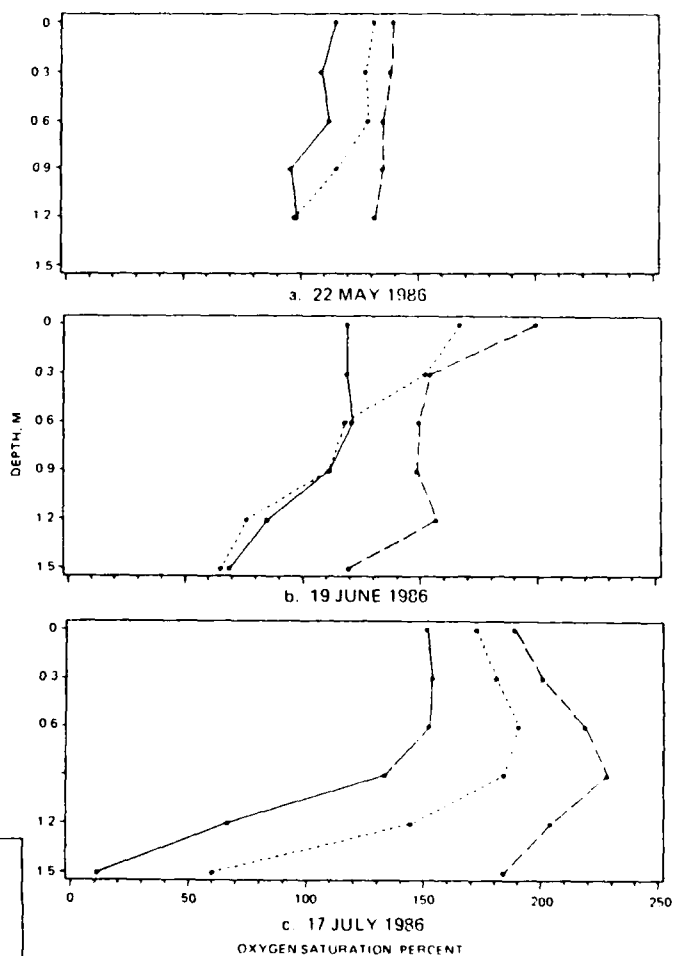 0
0.3
0.6
0.9
1.2
1.5
a. 22 MAY 1986
DEPTH, M
0
0.3
0.6
0.9
1.2
1.5
b. 19 JUNE 1986
0
0.3
0.6
1.2
1.5
0 50 100 150 200 250
c. 17 JULY 1986
OXYGEN SATURATION PERCENT